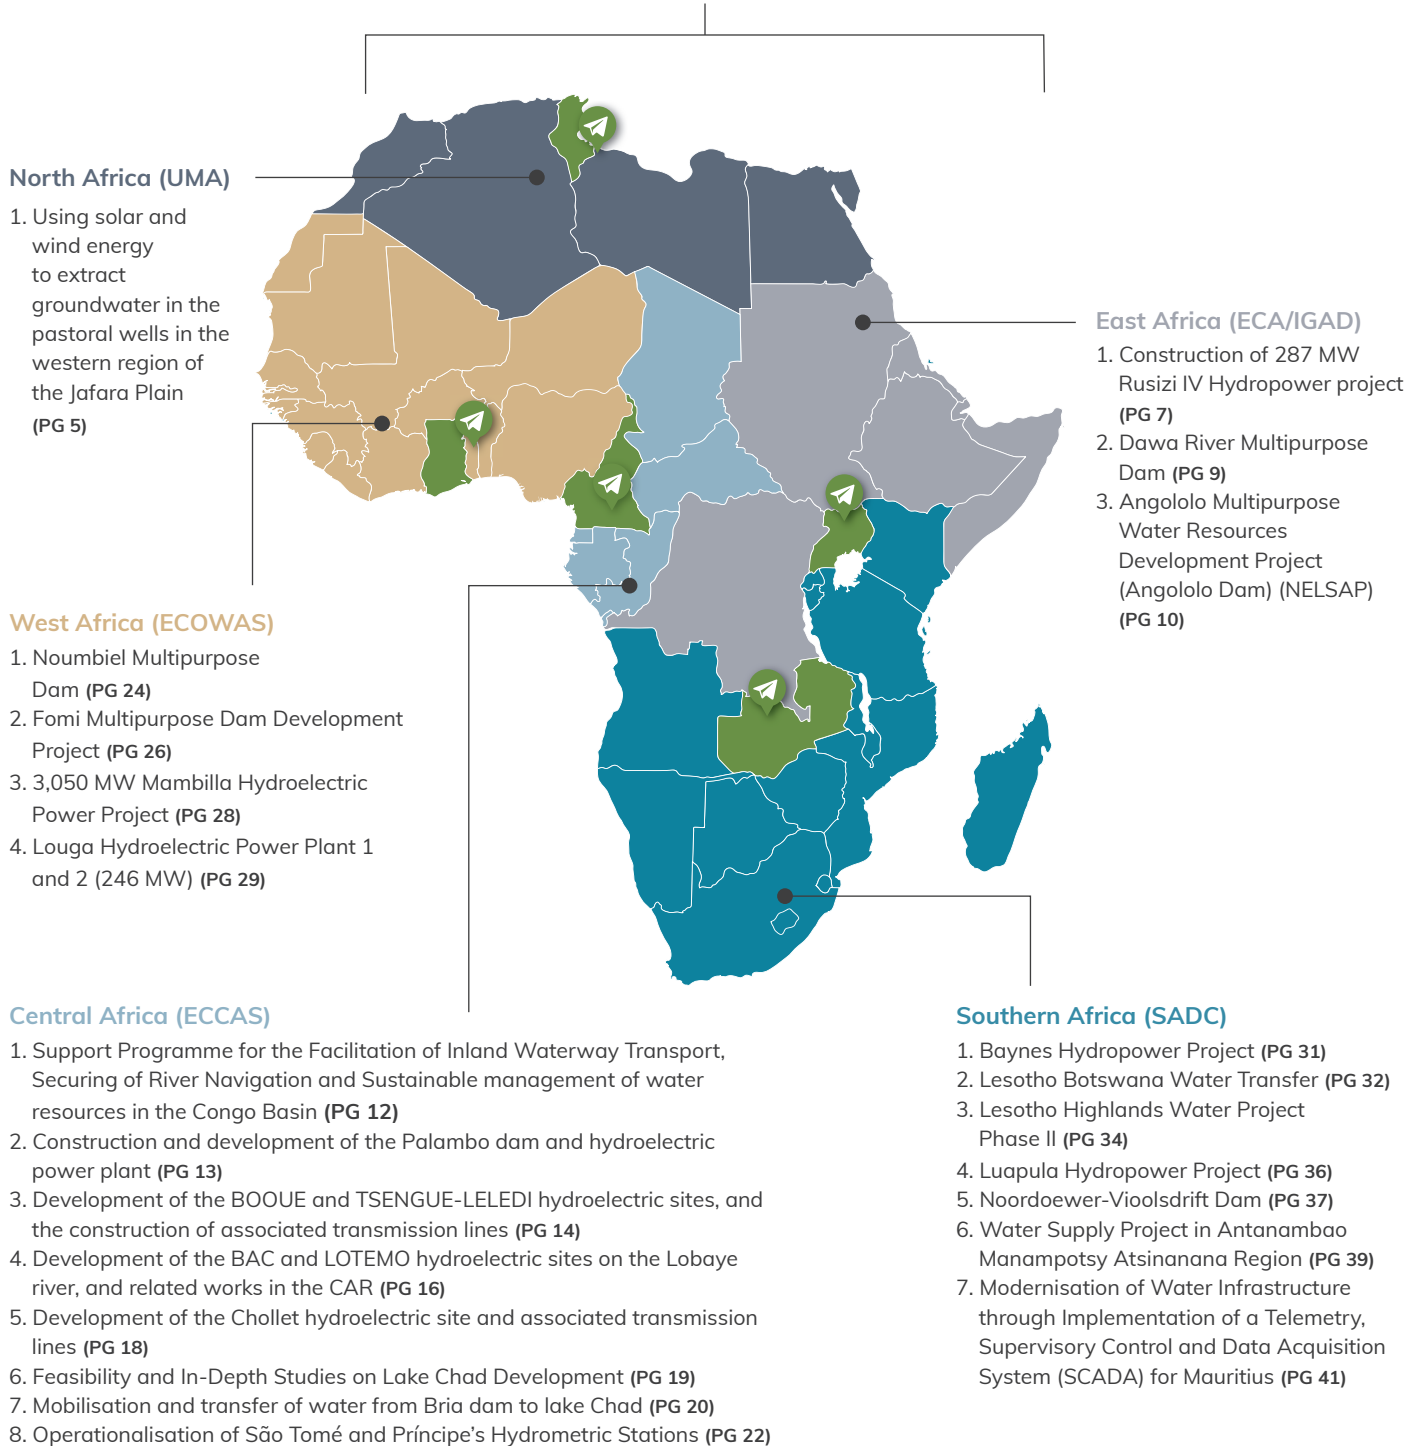 North Africa (UMA)
1. Using solar and
wind energy
to extract
groundwater in the
pastoral wells in the
western region of
the Jafara Plain
(PG 5)
East Africa (ECA/IGAD)
1. Construction of 287 MW
Rusizi IV Hydropower project
(PG 7)
2. Dawa River Multipurpose
Dam (PG 9)
3. Angololo Multipurpose
Water Resources
Development Project
(Angololo Dam) (NELSAP)
(PG 10)
West Africa (ECOWAS)
1. Noumbiel Multipurpose
Dam (PG 24)
2. Fomi Multipurpose Dam Development
Project (PG 26)
3. 3,050 MW Mambilla Hydroelectric
Power Project (PG 28)
4. Louga Hydroelectric Power Plant 1
and 2 (246 MW) (PG 29)
Central Africa (ECCAS)
1. Support Programme for the Facilitation of Inland Waterway Transport,
Securing of River Navigation and Sustainable management of water
resources in the Congo Basin (PG 12)
2. Construction and development of the Palambo dam and hydroelectric
power plant (PG 13)
3. Development of the BOOUE and TSENGUE-LELEDI hydroelectric sites, and
the construction of associated transmission lines (PG 14)
4. Development of the BAC and LOTEMO hydroelectric sites on the Lobaye
river, and related works in the CAR (PG 16)
5. Development of the Chollet hydroelectric site and associated transmission
lines (PG 18)
6. Feasibility and In-Depth Studies on Lake Chad Development (PG 19)
7. Mobilisation and transfer of water from Bria dam to lake Chad (PG 20)
8. Operationalisation of São Tomé and Príncipe's Hydrometric Stations (PG 22)
Southern Africa (SADC)
1. Baynes Hydropower Project (PG 31)
2. Lesotho Botswana Water Transfer (PG 32)
3. Lesotho Highlands Water Project
Phase II (PG 34)
4. Luapula Hydropower Project (PG 36)
5. Noordoewer-Vioolsdrift Dam (PG 37)
6. Water Supply Project in Antanambao
Manampotsy Atsinanana Region (PG 39)
7. Modernisation of Water Infrastructure
through Implementation of a Telemetry,
Supervisory Control and Data Acquisition
System (SCADA) for Mauritius (PG 41)